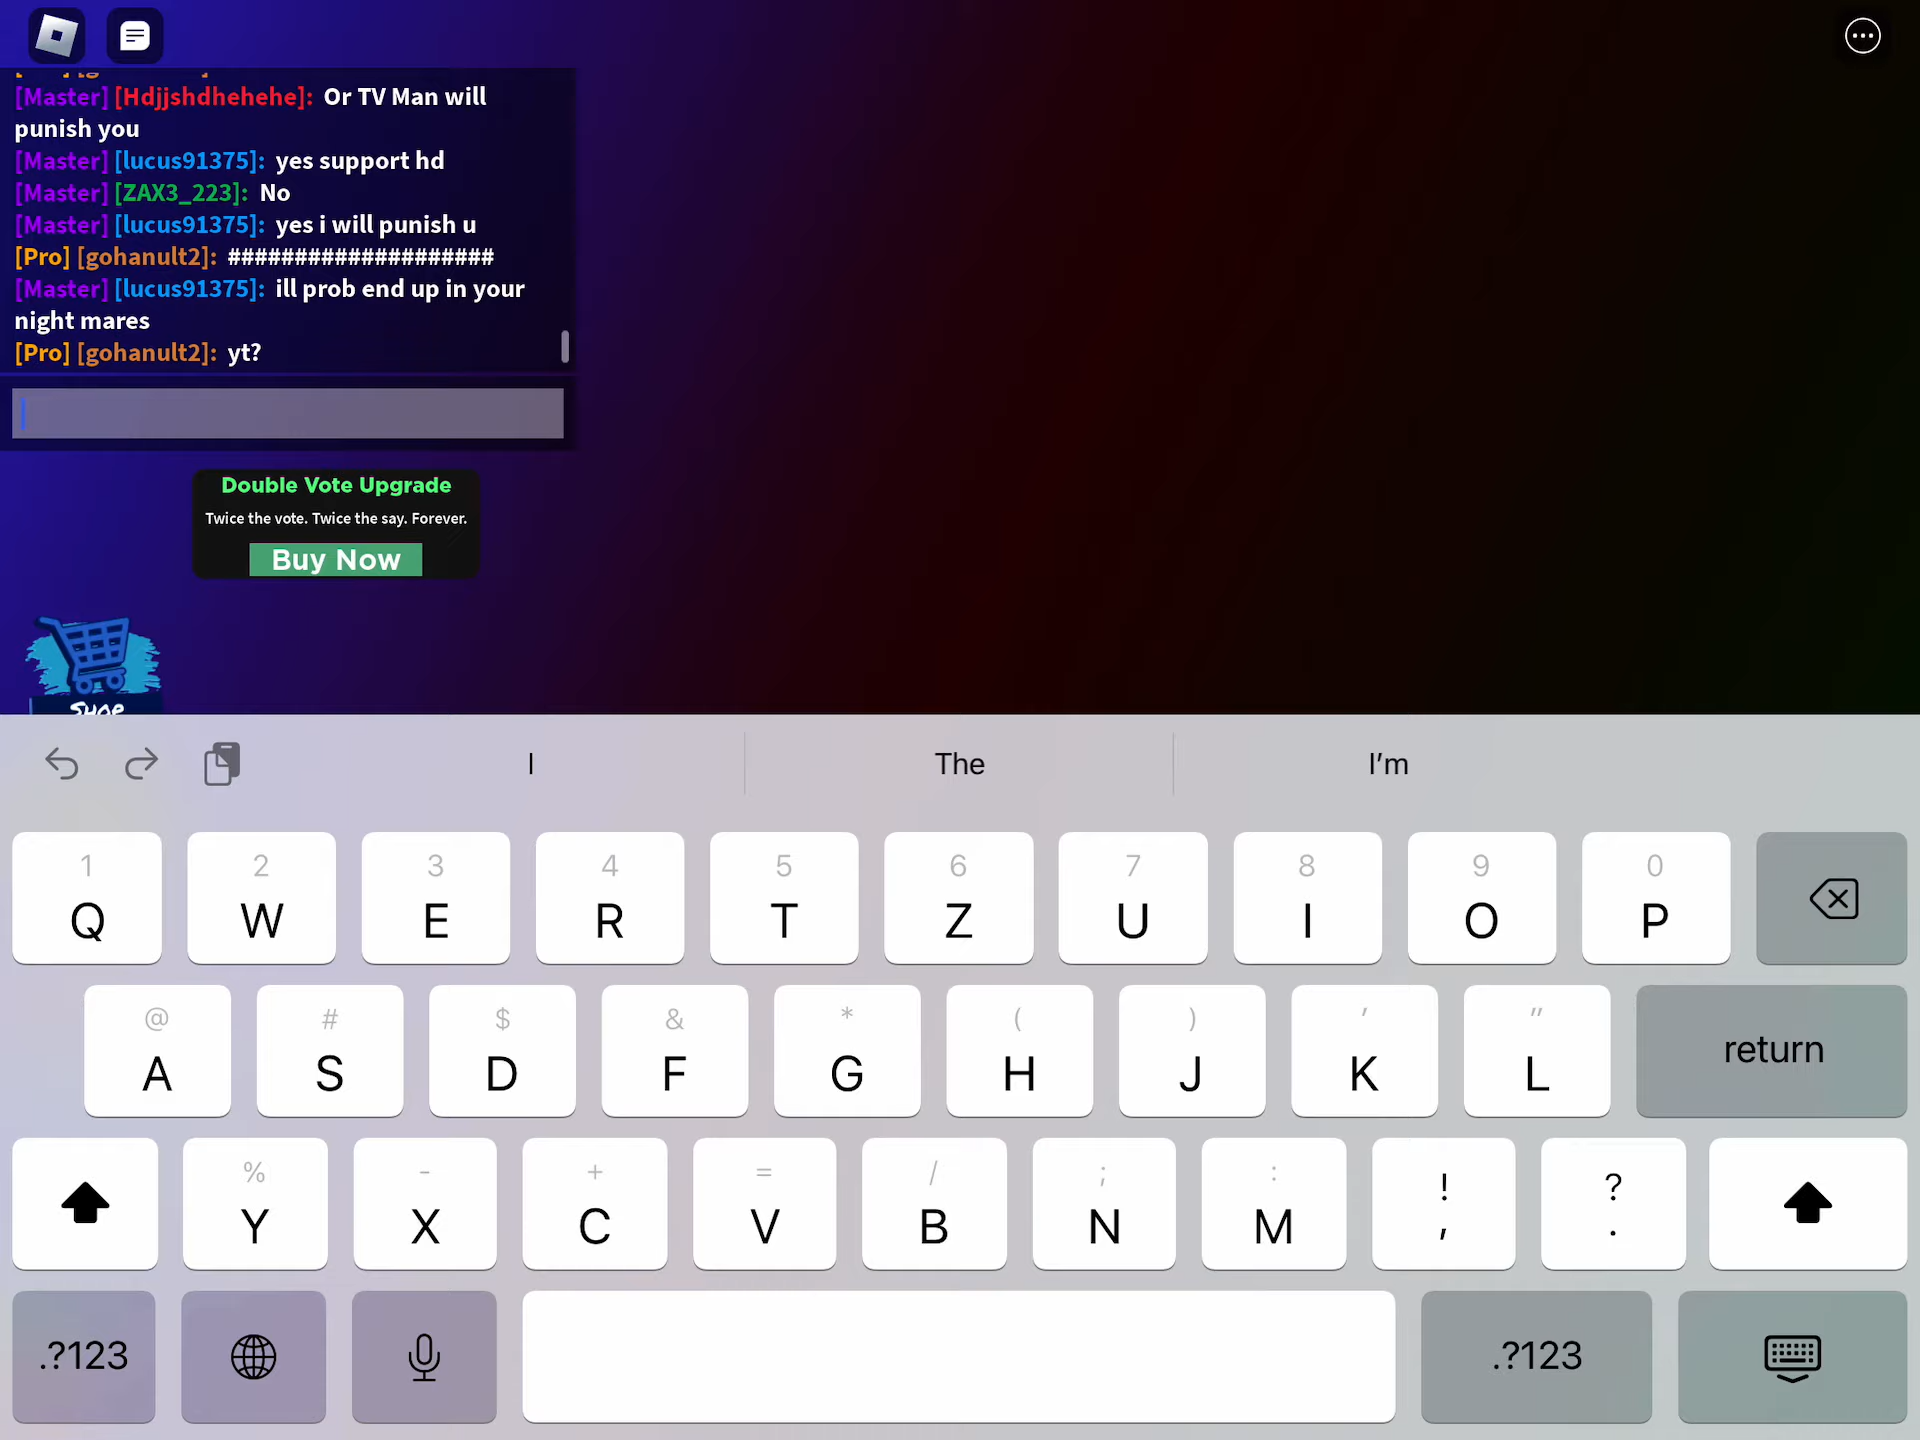 [Master] [Hdjjshdhehehe]: Or TV Man will
punish you
[Master] [lucus91375]: yes support hd
[Master] [ZAX3_223]: No
[Master] [lucus91375]: yes i will punish u
[Pro] [gohanult2]: ####################
[Master] [lucus91375]: ill prob end up in your
night mares
[Pro] [gohanult2]: yt?
Double Vote Upgrade
Twice the vote. Twice the say. Forever.
Buy Now
SHOP
I The I'm
1 2 3 4 5 6 7 8 9 0
Q W E R T Z U I O P
@ # $ & * ( ) ' "
A S D F G H J K L return
% - + = / ; : ! ?
Y X C V B N M , .
.?123 .?123